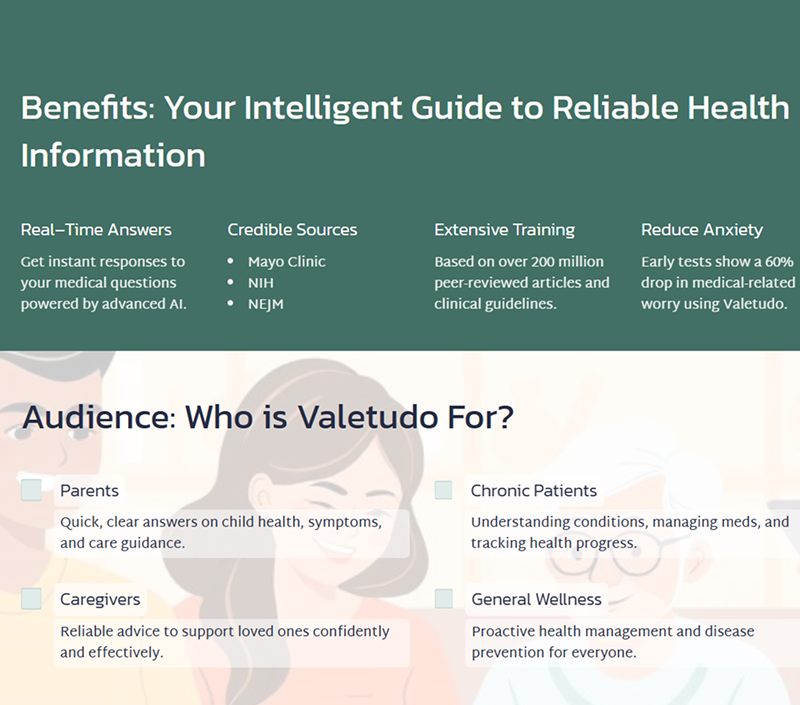 Benefits: Your Intelligent Guide to Reliable Health
Information
Real–Time Answers
Get instant responses to
your medical questions
powered by advanced AI.
Credible Sources
• Mayo Clinic
• NIH
• NEJM
Extensive Training
Based on over 200 million
peer-reviewed articles and
clinical guidelines.
Reduce Anxiety
Early tests show a 60%
drop in medical-related
worry using Valetudo.
Audience: Who is Valetudo For?
Parents
Quick, clear answers on child health, symptoms,
and care guidance.
Chronic Patients
Understanding conditions, managing meds, and
tracking health progress.
Caregivers
Reliable advice to support loved ones confidently
and effectively.
General Wellness
Proactive health management and disease
prevention for everyone.